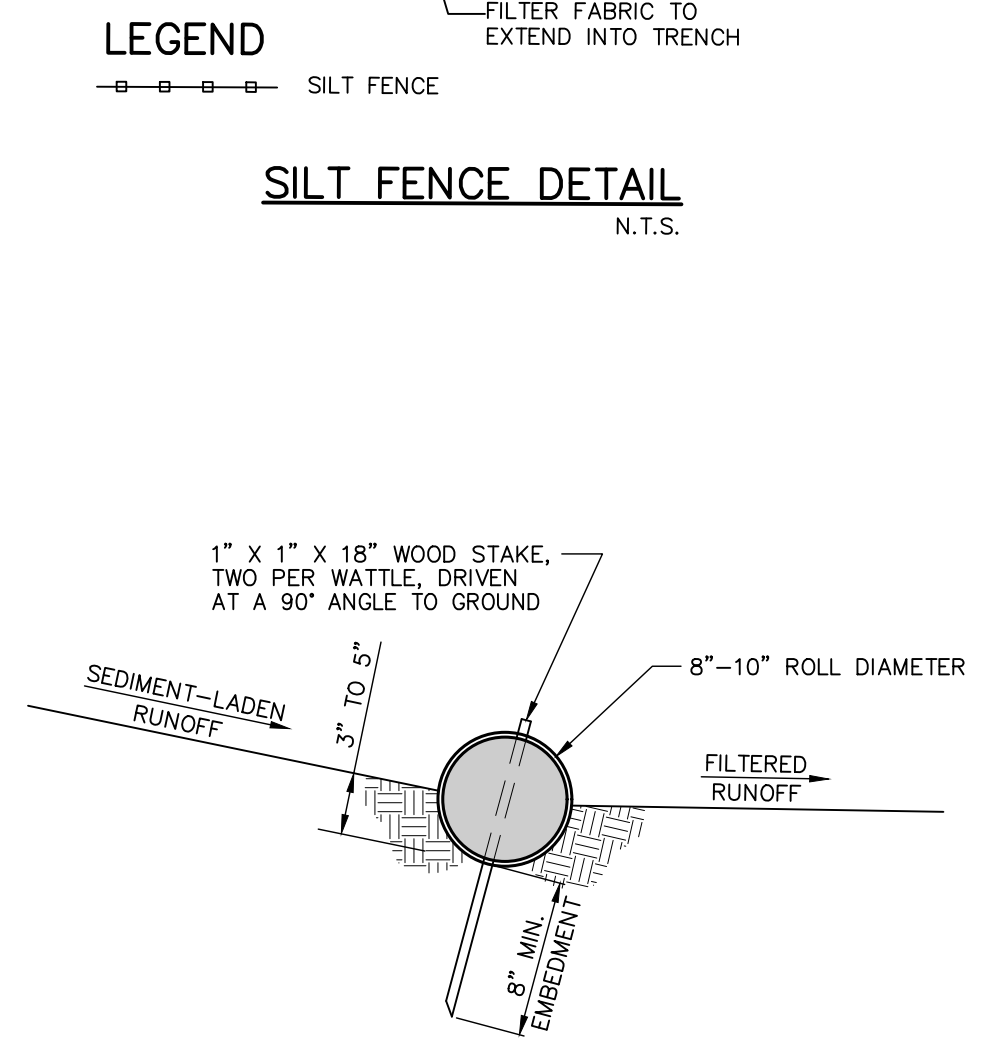 FILTER FABRIC TO
EXTEND INTO TRENCH
LEGEND
SILT FENCE
SILT FENCE DETAIL
N.T.S.
1” X 1” X 18” WOOD STAKE,
TWO PER WATTLE, DRIVEN
AT A 90° ANGLE TO GROUND
3” TO 5”
8”-10” ROLL DIAMETER
SEDIMENT-LADEN
RUNOFF
FILTERED
RUNOFF
8” MIN.
EMBEDMENT